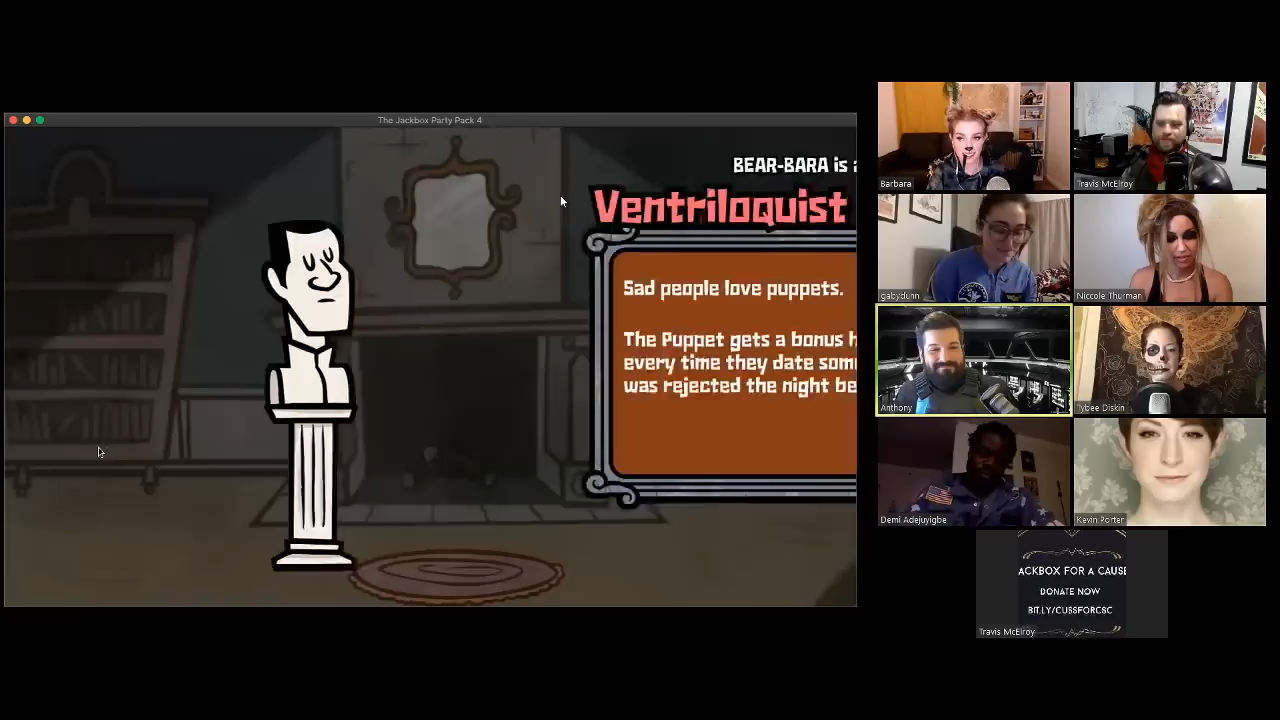 The Jackbox Party Pack 4
BEAR-BARA is a
Ventriloquist
Sad people love puppets.
The Puppet gets a bonus h
every time they date som
was rejected the night be
Barbara
Travis McElroy
gabydunn
Niccole Thurman
Anthony
Tybee Diskin
Demi Adejuyigbe
Kevin Porter
ACKBOX FOR A CAUSE
DONATE NOW
BIT.LY/CUSSFORCSC
Travis McElroy